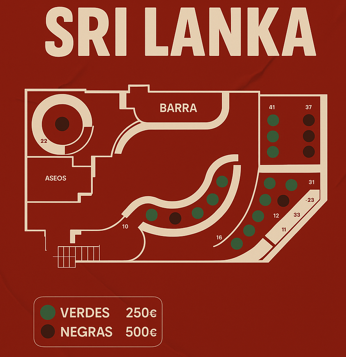 SRI LANKA
BARRA
41 37
22
ASEOS
31
23
12 33
10
11
16
VERDES 250€
NEGRAS 500€